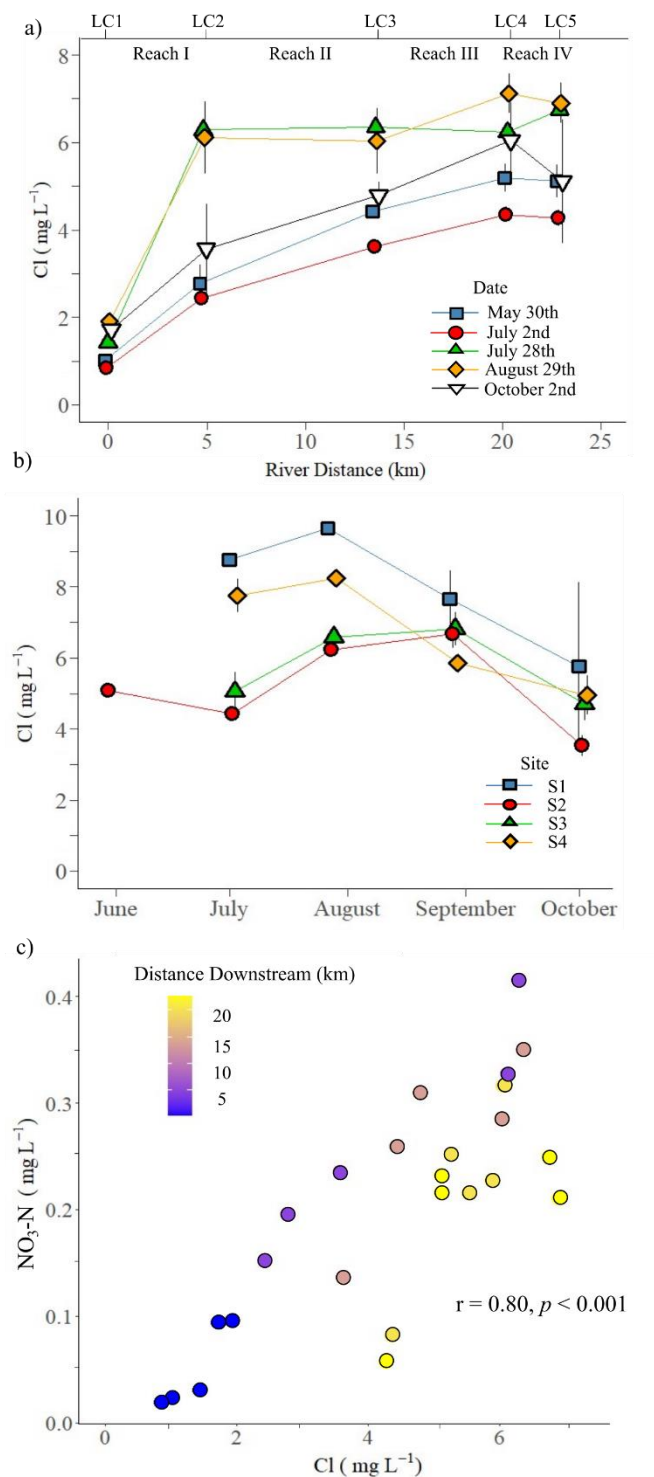 a)
LC1 LC2 LC3 LC4 LC5
Reach I Reach II Reach III Reach IV
8
6
4
2
0
Cl ( mg L⁻¹)
Date
May 30th
July 2nd
July 28th
August 29th
October 2nd
0 5 10 15 20 25
River Distance (km)
b)
10
8
6
4
2
0
Cl ( mg L⁻¹)
Site
S1
S2
S3
S4
June July August September October
c)
Distance Downstream (km)
20
15
10
5
0.4
0.3
0.2
0.1
0.0
NO₃-N ( mg L⁻¹)
r = 0.80, p < 0.001
0 2 4 6
Cl ( mg L⁻¹)